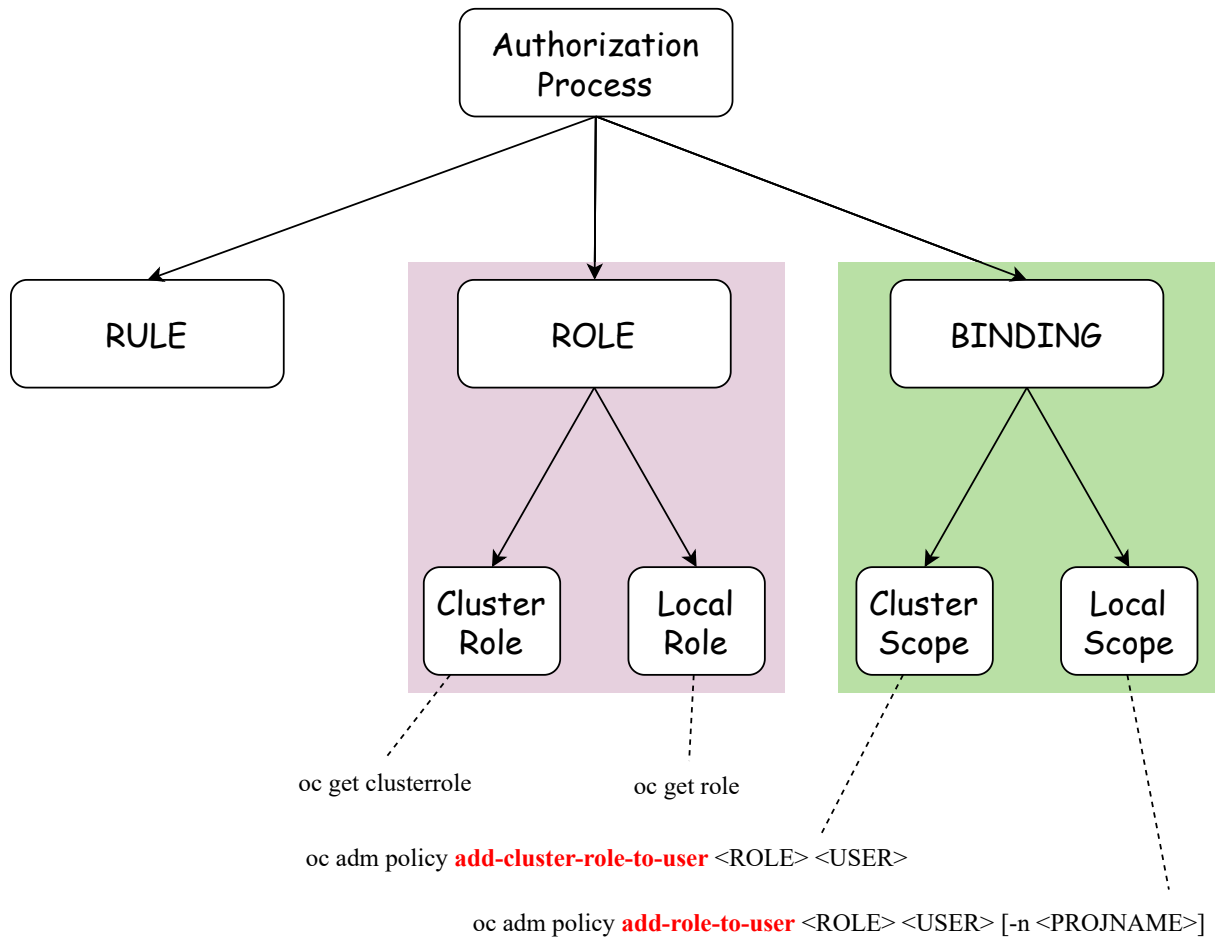 Authorization
Process
RULE
ROLE
BINDING
Cluster
Role
Local
Role
Cluster
Scope
Local
Scope
oc get clusterrole
oc get role
oc adm policy add-cluster-role-to-user <ROLE> <USER>
oc adm policy add-role-to-user <ROLE> <USER> [-n <PROJNAME>]